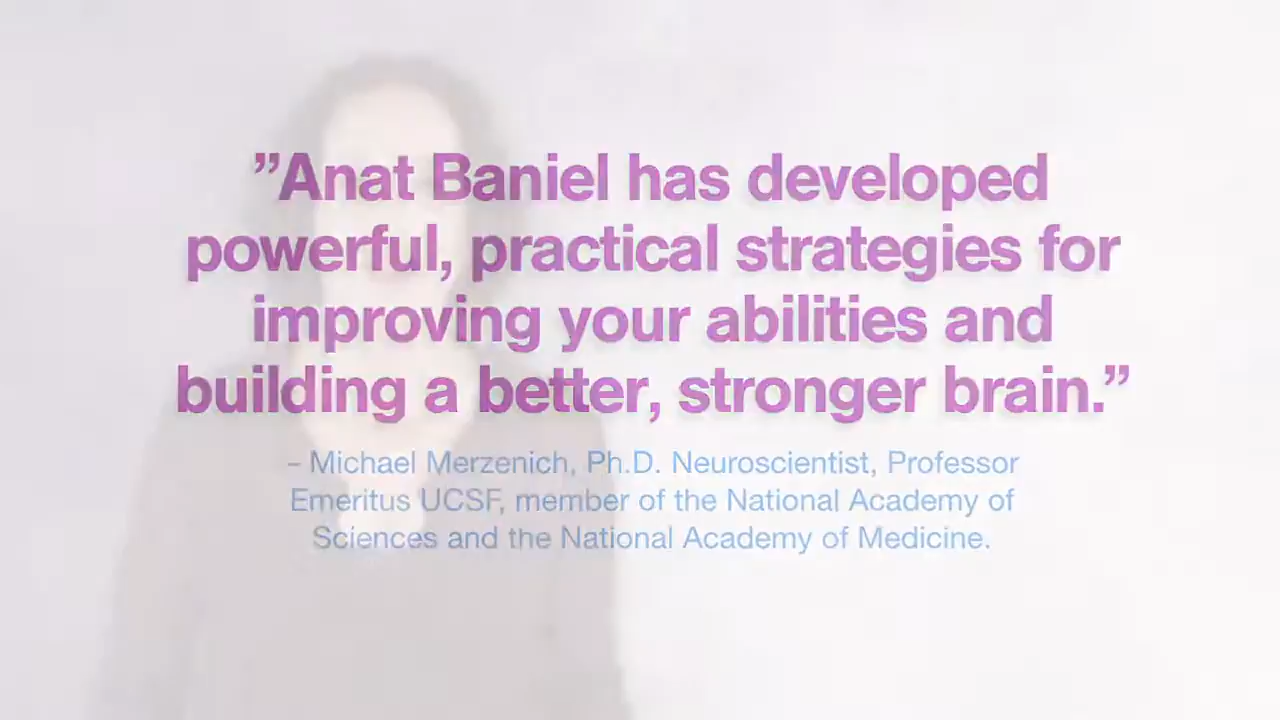 ”Anat Baniel has developed
powerful, practical strategies for
improving your abilities and
building a better, stronger brain.”
– Michael Merzenich, Ph.D. Neuroscientist, Professor
Emeritus UCSF, member of the National Academy of
Sciences and the National Academy of Medicine.